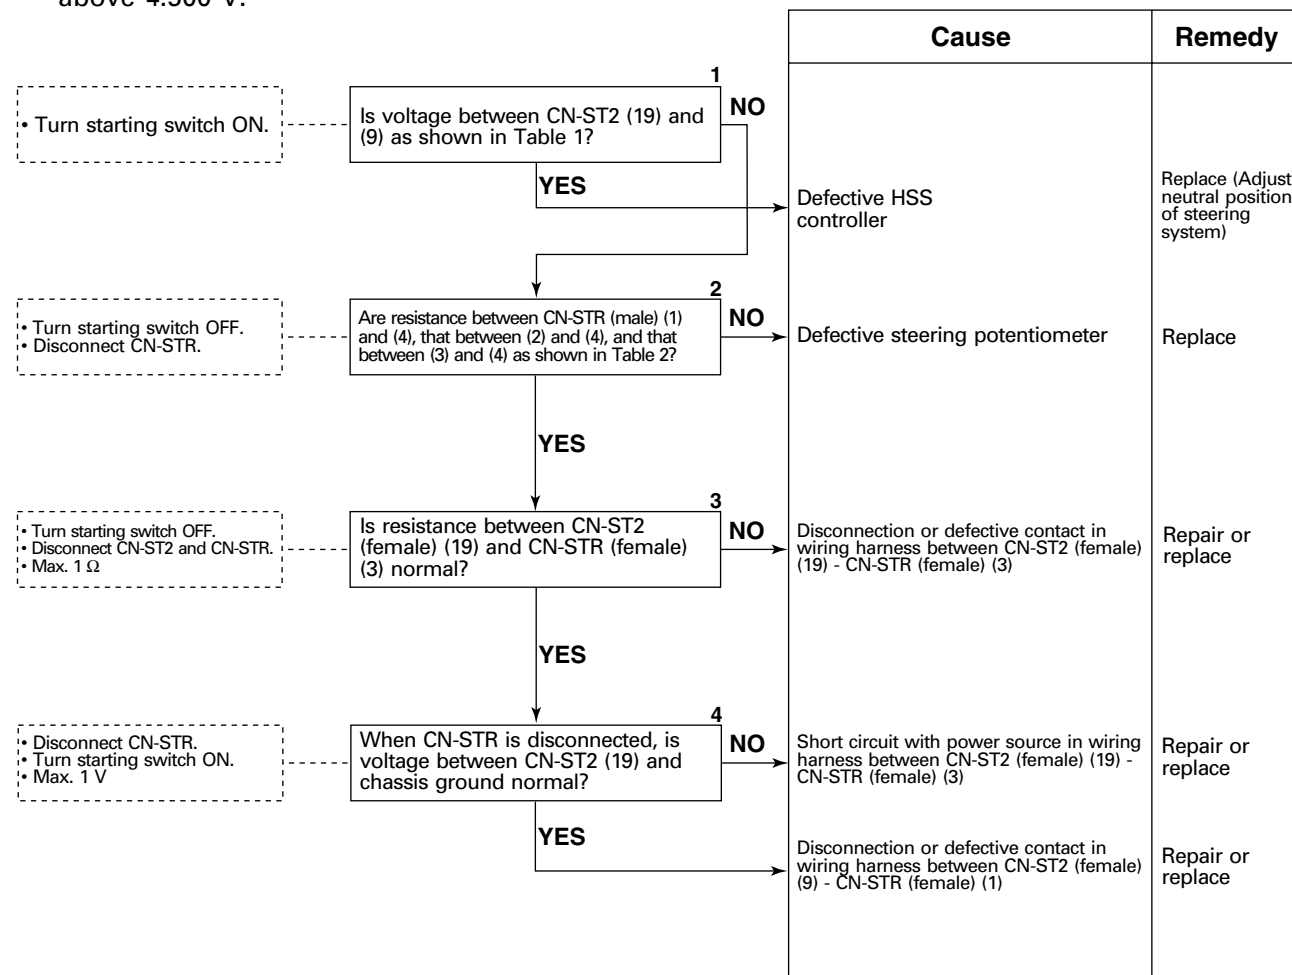 above 4.500 V.
Cause
Remedy
1
• Turn starting switch ON.
Is voltage between CN-ST2 (19) and
(9) as shown in Table 1?
NO
YES
Defective HSS
controller
Replace (Adjust
neutral position
of steering
system)
2
• Turn starting switch OFF.
• Disconnect CN-STR.
Are resistance between CN-STR (male) (1)
and (4), that between (2) and (4), and that
between (3) and (4) as shown in Table 2?
NO
Defective steering potentiometer
Replace
YES
3
• Turn starting switch OFF.
• Disconnect CN-ST2 and CN-STR.
• Max. 1 Ω
Is resistance between CN-ST2
(female) (19) and CN-STR (female)
(3) normal?
NO
Disconnection or defective contact in
wiring harness between CN-ST2 (female)
(19) - CN-STR (female) (3)
Repair or
replace
YES
4
• Disconnect CN-STR.
• Turn starting switch ON.
• Max. 1 V
When CN-STR is disconnected, is
voltage between CN-ST2 (19) and
chassis ground normal?
NO
Short circuit with power source in wiring
harness between CN-ST2 (female) (19) -
CN-STR (female) (3)
Repair or
replace
YES
Disconnection or defective contact in
wiring harness between CN-ST2 (female)
(9) - CN-STR (female) (1)
Repair or
replace